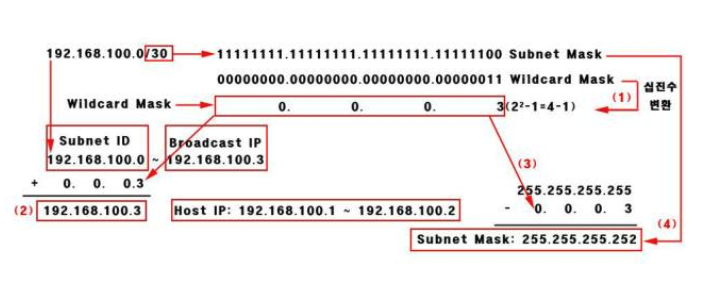 192.168.100.0/30 11111111.11111111.11111111.11111100 Subnet Mask
00000000.00000000.00000000.00000011 Wildcard Mask
(1) 십진수
변환
Wildcard Mask 0. 0. 0. 3(2²-1=4-1)
Subnet ID Broadcast IP
192.168.100.0 ~ 192.168.100.3
(3)
+ 0. 0. 0.3
255.255.255.255
(2) 192.168.100.3 Host IP: 192.168.100.1 ~ 192.168.100.2 - 0. 0. 0. 3
(4)
Subnet Mask: 255.255.255.252